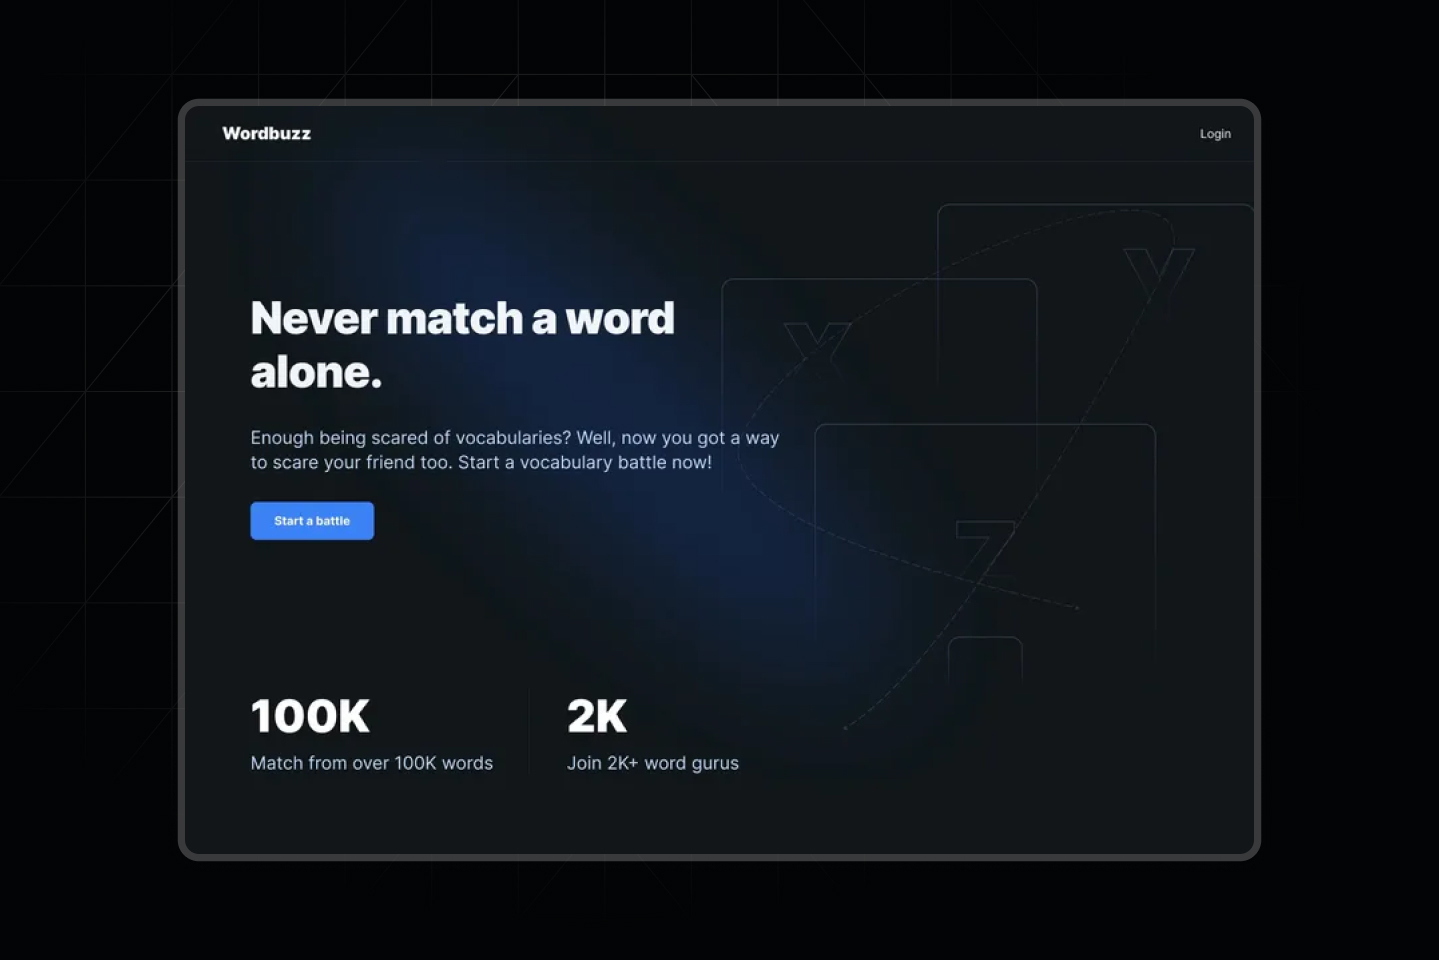 Wordbuzz
Login
Y
X
Never match a word
alone.
Enough being scared of vocabularies? Well, now you got a way
to scare your friend too. Start a vocabulary battle now!
Start a battle
Z
100K
2K
Match from over 100K words
Join 2K+ word gurus